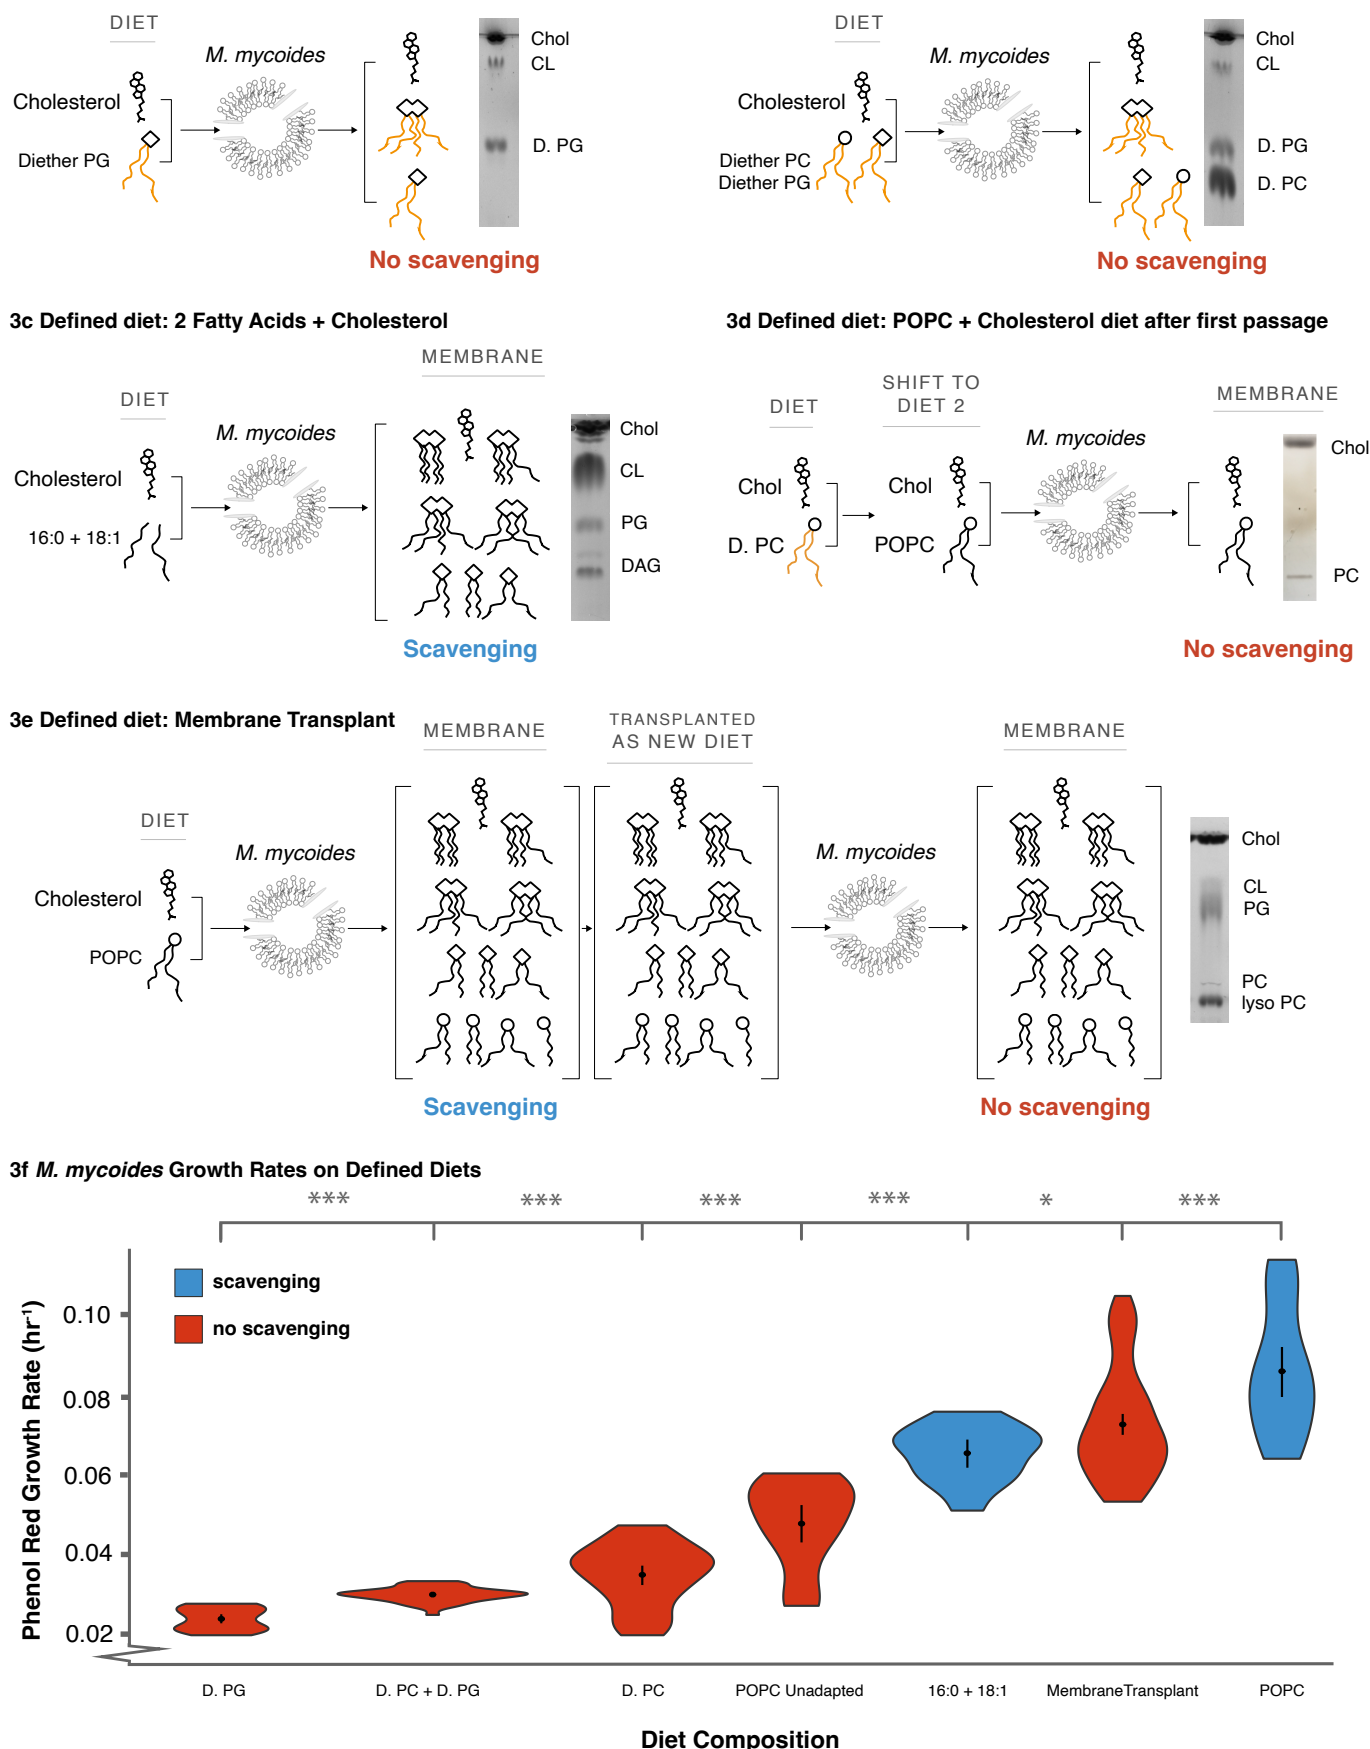 DIET
Cholesterol
Diether PG
M. mycoides
Chol
CL
D. PG
No scavenging
DIET
Cholesterol
Diether PC
Diether PG
M. mycoides
Chol
CL
D. PG
D. PC
No scavenging
3c Defined diet: 2 Fatty Acids + Cholesterol
MEMBRANE
DIET
M. mycoides
Cholesterol
16:0 + 18:1
Chol
CL
PG
DAG
Scavenging
3d Defined diet: POPC + Cholesterol diet after first passage
SHIFT TO
DIET 2
DIET
MEMBRANE
M. mycoides
Chol
D. PC
Chol
POPC
Chol
PC
No scavenging
3e Defined diet: Membrane Transplant
MEMBRANE
TRANSPLANTED
AS NEW DIET
MEMBRANE
DIET
M. mycoides
M. mycoides
Cholesterol
POPC
Chol
CL
PG
PC
lyso PC
Scavenging
No scavenging
3f M. mycoides Growth Rates on Defined Diets
*** *** *** *** * ***
scavenging
no scavenging
Phenol Red Growth Rate (hr⁻¹)
0.10
0.08
0.06
0.04
0.02
D. PG
D. PC + D. PG
D. PC
POPC Unadapted
16:0 + 18:1
MembraneTransplant
POPC
Diet Composition